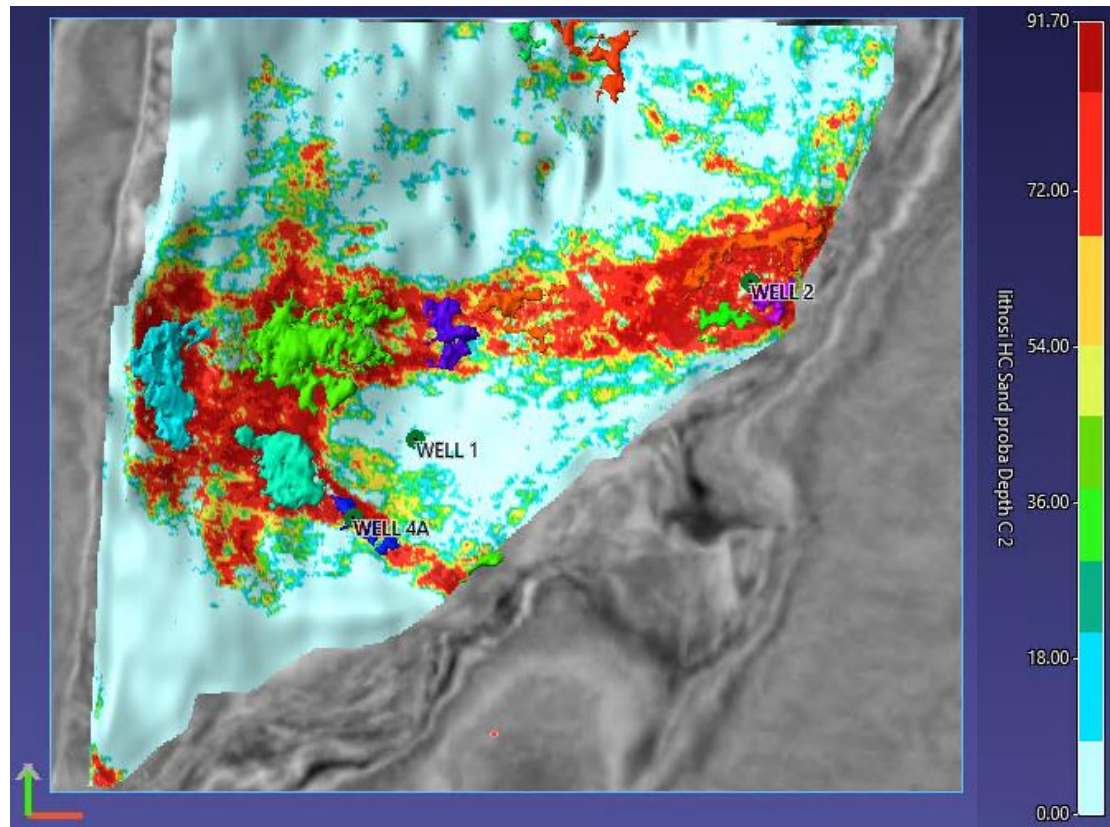 91.70
72.00
WELL 2
54.00
lithosi HC Sand proba Depth C 2
WELL 1
36.00
WELL 4A
18.00
0.00